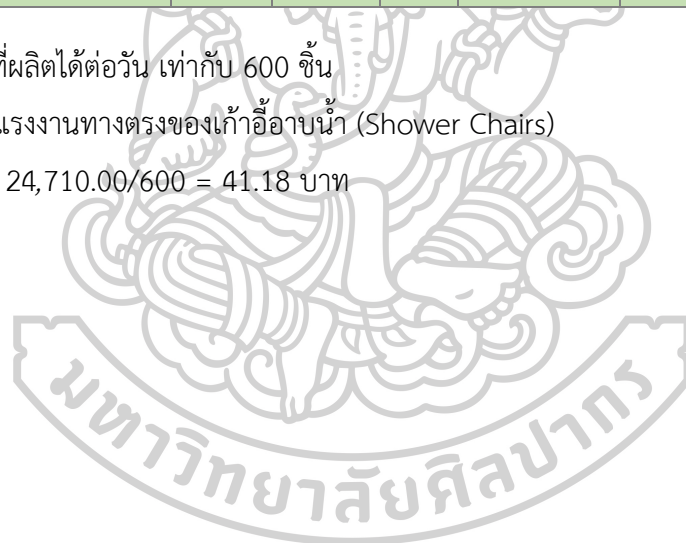 ที่ผลิตได้ต่อวัน เท่ากับ 600 ชิ้น
แรงงานทางตรงของเก้าอี้อาบน้ำ (Shower Chairs)
24,710.00/600 = 41.18 บาท
มหาวิทยาลัยศิลปากร